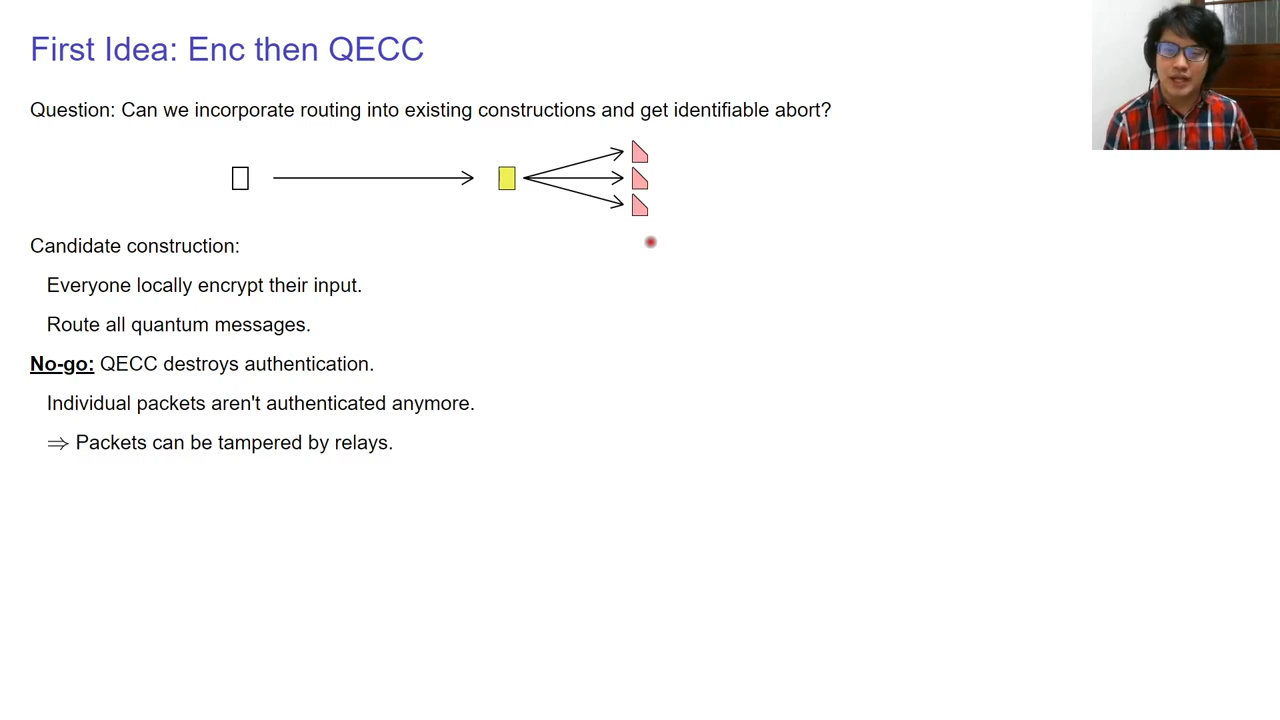 First Idea: Enc then QECC
Question: Can we incorporate routing into existing constructions and get identifiable abort?
Candidate construction:
Everyone locally encrypt their input.
Route all quantum messages.
No-go: QECC destroys authentication.
Individual packets aren't authenticated anymore.
⇒ Packets can be tampered by relays.